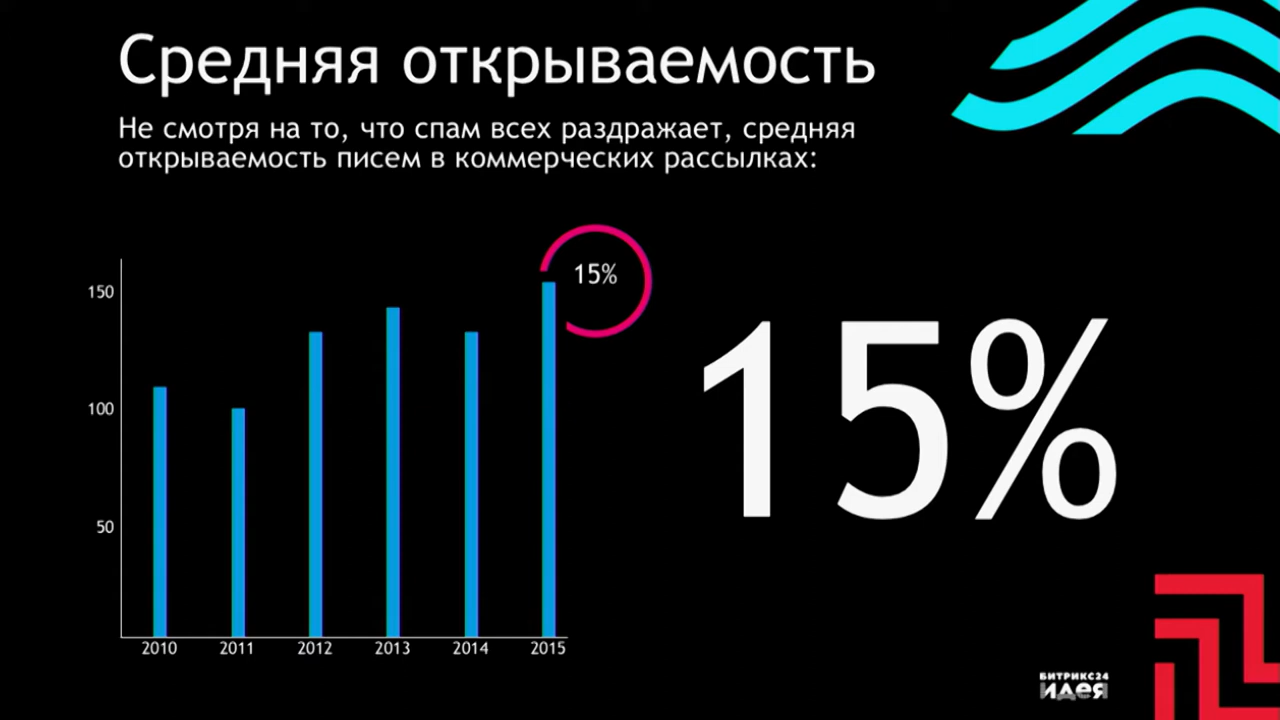 Средняя открываемость
Не смотря на то, что спам всех раздражает, средняя
открываемость писем в коммерческих рассылках:
15%
150
100
50
2010 2011 2012 2013 2014 2015
15%
БИТРИКС24
идея